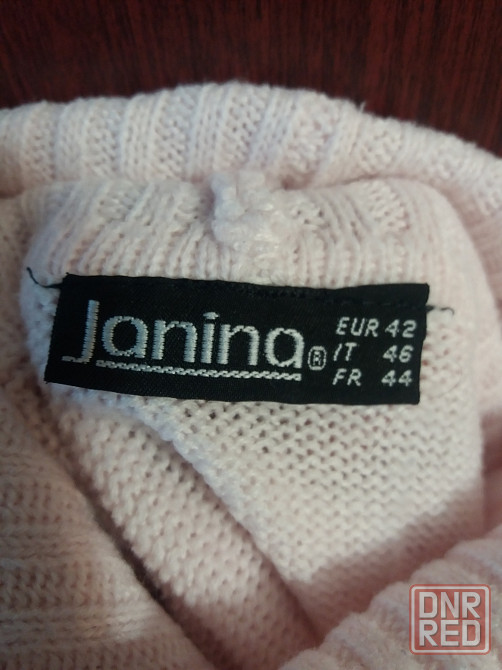 Janina®
EUR 42
IT 46
FR 44
DNR
RED